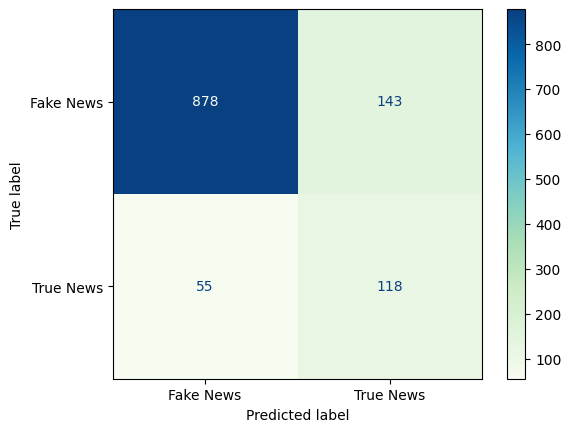 Fake News
True News
True label
878
143
55
118
Fake News
True News
Predicted label
800
700
600
500
400
300
200
100